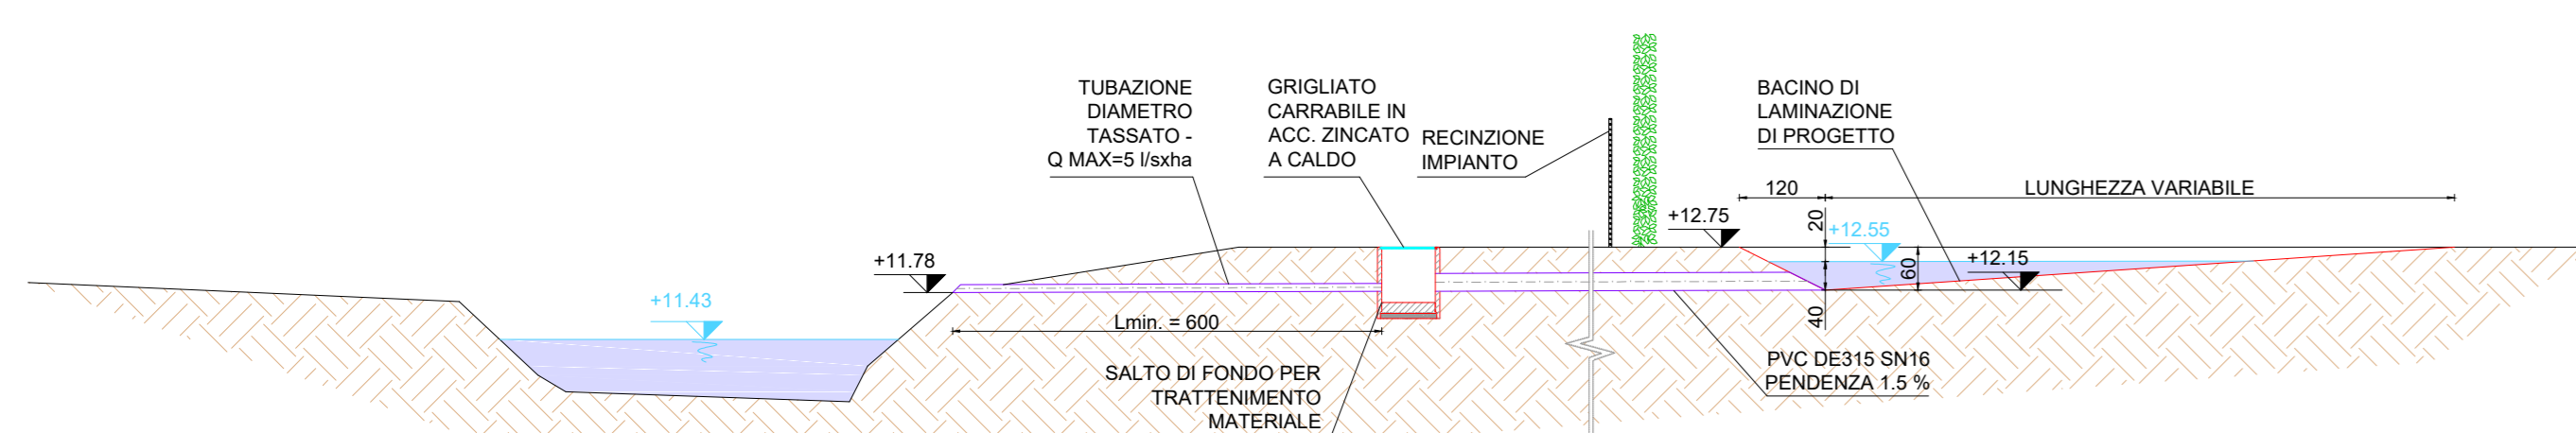 TUBAZIONE
DIAMETRO
TASSATO -
Q MAX=5 l/sxha
GRIGLIATO
CARRABILE IN
ACC. ZINCATO
A CALDO
RECINZIONE
IMPIANTO
BACINO DI
LAMINAZIONE
DI PROGETTO
120
LUNGHEZZA VARIABILE
+12.75
20
+12.55
+12.15
60
40
+11.78
+11.43
Lmin. = 600
SALTO DI FONDO PER
TRATTENIMENTO
MATERIALE
PVC DE315 SN16
PENDENZA 1.5 %